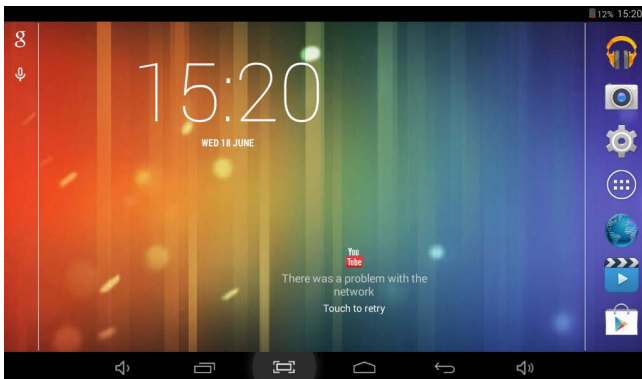 12% 15:20
g
15:20
WED 18 JUNE
You
Tube
There was a problem with the
network
Touch to retry